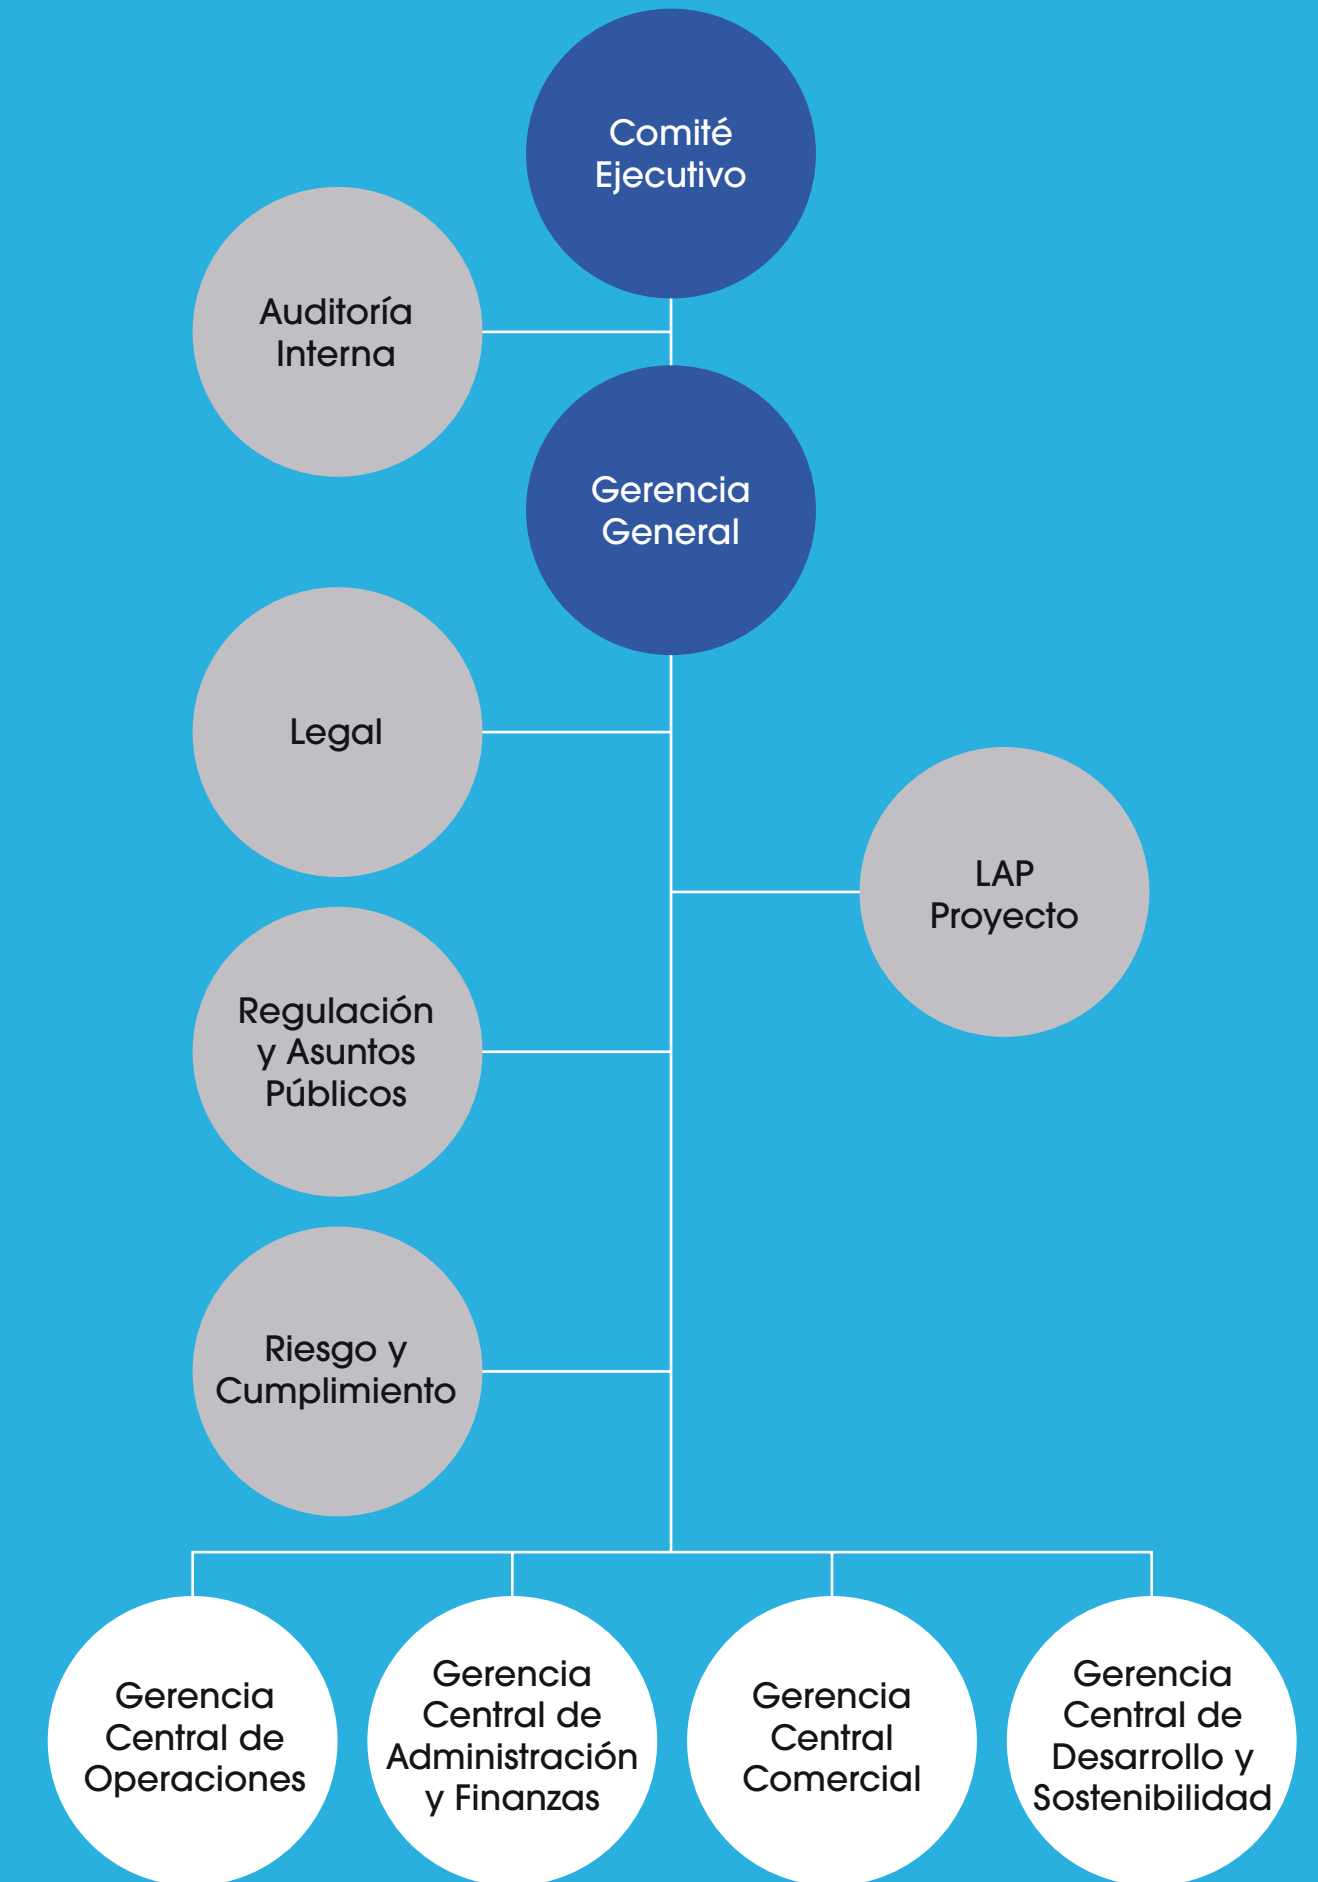 Comité
Ejecutivo
Auditoría
Interna
Gerencia
General
Legal
LAP
Proyecto
Regulación
y Asuntos
Públicos
Riesgo y
Cumplimiento
Gerencia
Central de
Operaciones
Gerencia
Central de
Administración
y Finanzas
Gerencia
Central
Comercial
Gerencia
Central de
Desarrollo y
Sostenibilidad